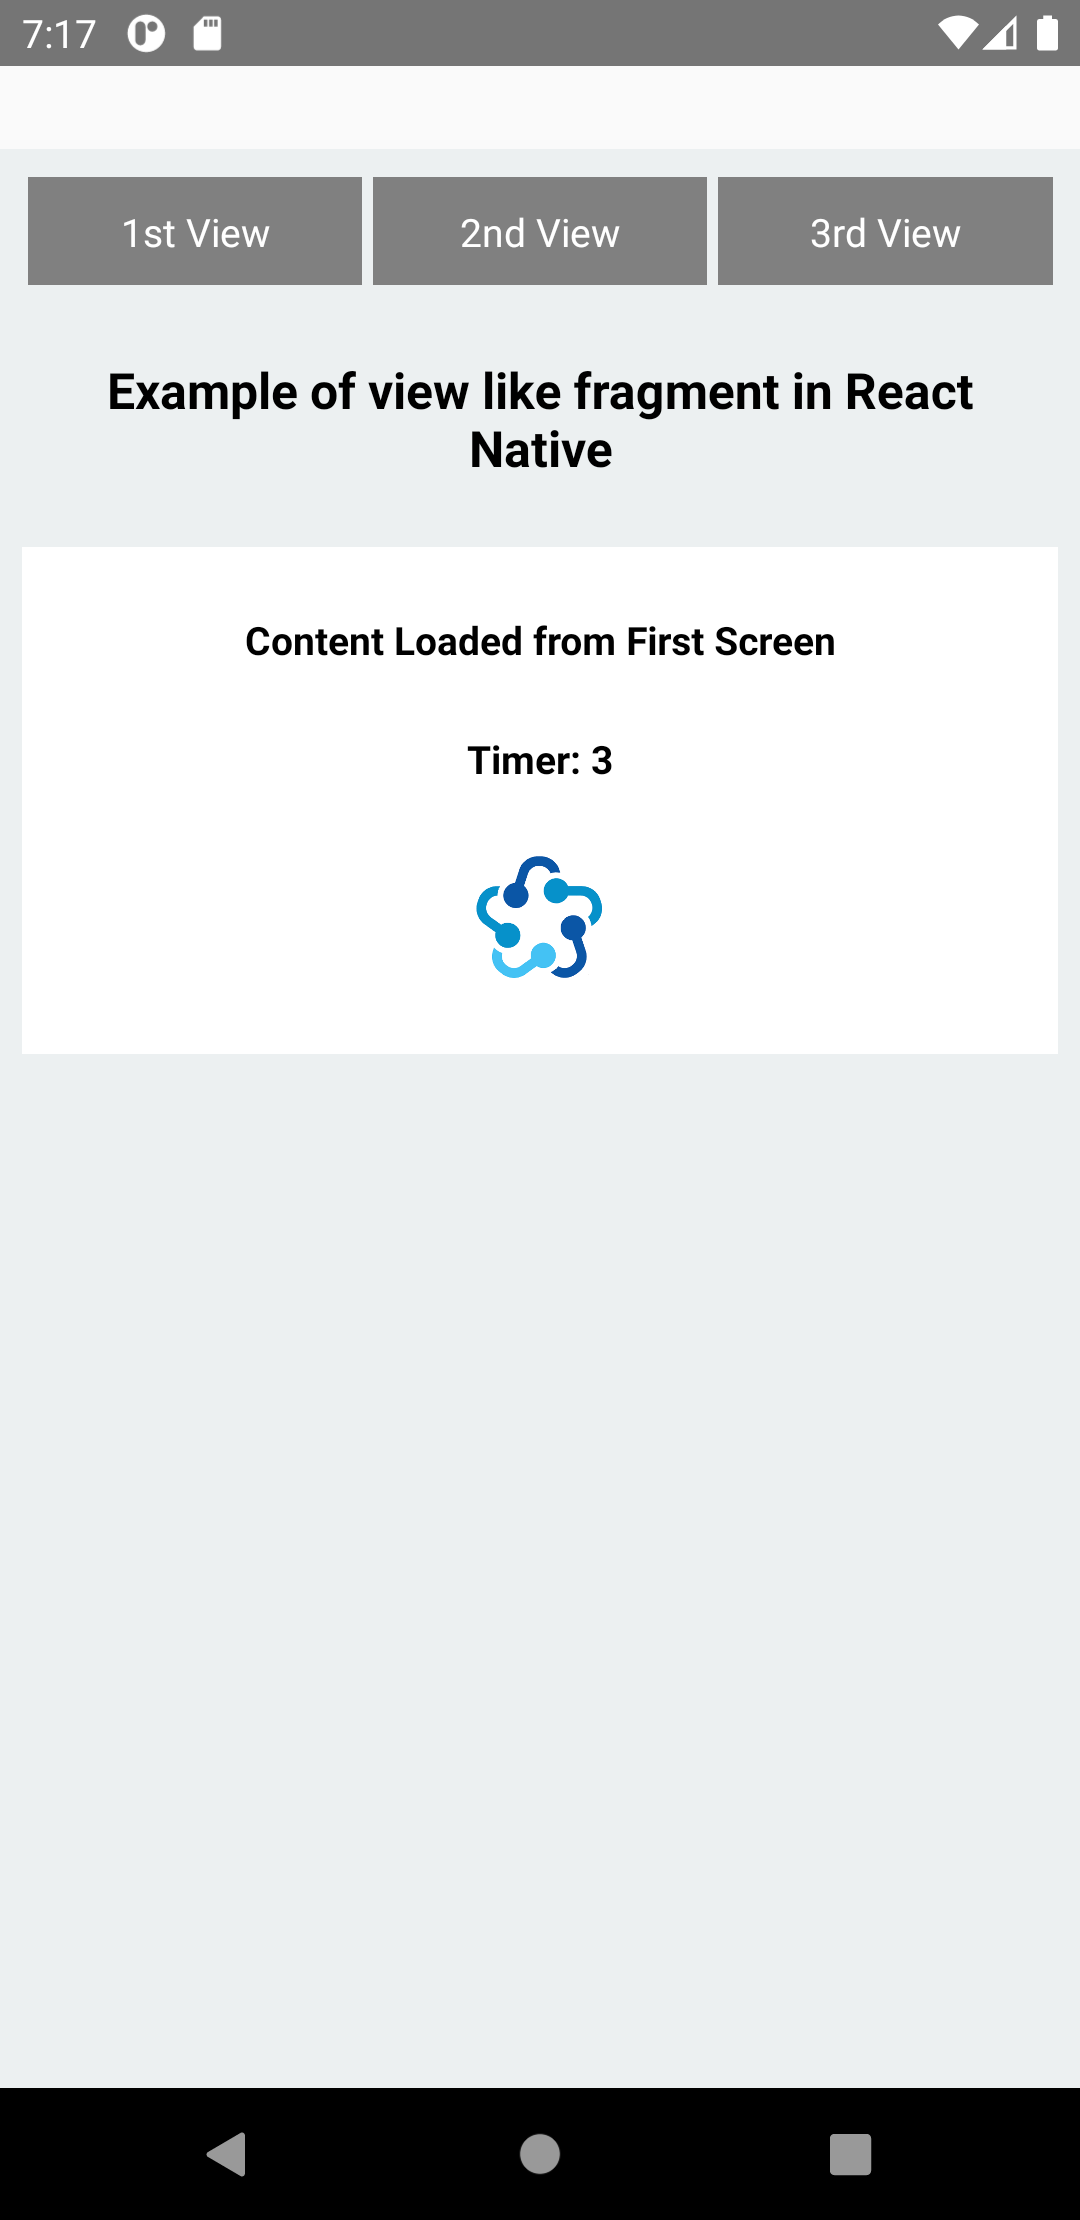 7:17
1st View
2nd View
3rd View
Example of view like fragment in React
Native
Content Loaded from First Screen
Timer: 3